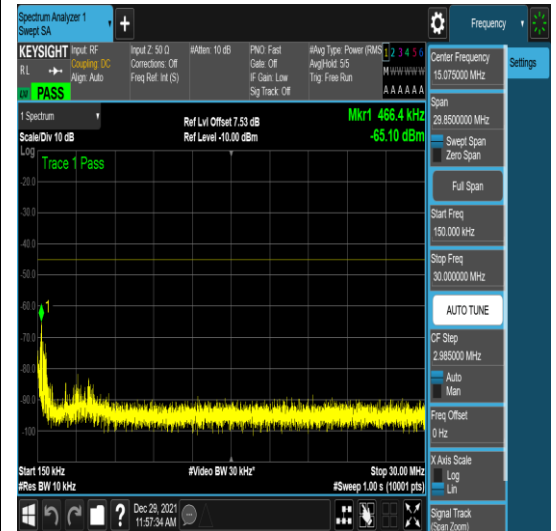 Spectrum Analyzer 1
Swept SA
+
Frequency
KEYSIGHT
RL
PASS
Input: RF
Coupling: DC
Align: Auto
Input Z: 50 Ω
Corrections: Off
Freq Ref: Int (S)
#Atten: 10 dB
PNO: Fast
Gate: Off
IF Gain: Low
Sig Track: Off
#Avg Type: Power (RMS
Avg|Hold: 5/5
Trig: Free Run
1 2 3 4 5 6
M W W W W W
A A A A A A
1 Spectrum
Scale/Div 10 dB
Log
Ref Lvl Offset 7.53 dB
Ref Level -10.00 dBm
Mkr1 466.4 kHz
-65.10 dBm
Trace 1 Pass
-20.0
-30.0
-40.0
-50.0
-60.0
1
-70.0
-80.0
-90.0
-100
Start 150 kHz
#Res BW 10 kHz
#Video BW 30 kHz*
Stop 30.00 MHz
#Sweep 1.00 s (10001 pts)
?
Dec 29, 2021
11:57:34 AM
Center Frequency
15.075000 MHz
Settings
Span
29.8500000 MHz
Swept Span
Zero Span
Full Span
Start Freq
150.000 kHz
Stop Freq
30.000000 MHz
AUTO TUNE
CF Step
2.985000 MHz
Auto
Man
Freq Offset
0 Hz
X Axis Scale
Log
Lin
Signal Track
(Span Zoom)